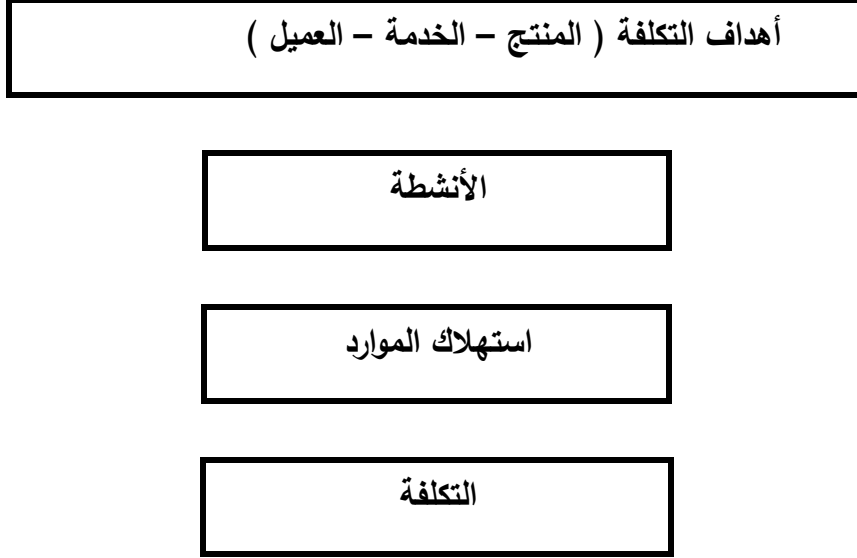 أهداف التكلفة ( المنتج – الخدمة – العميل )
الأنشطة
استهلاك الموارد
التكلفة